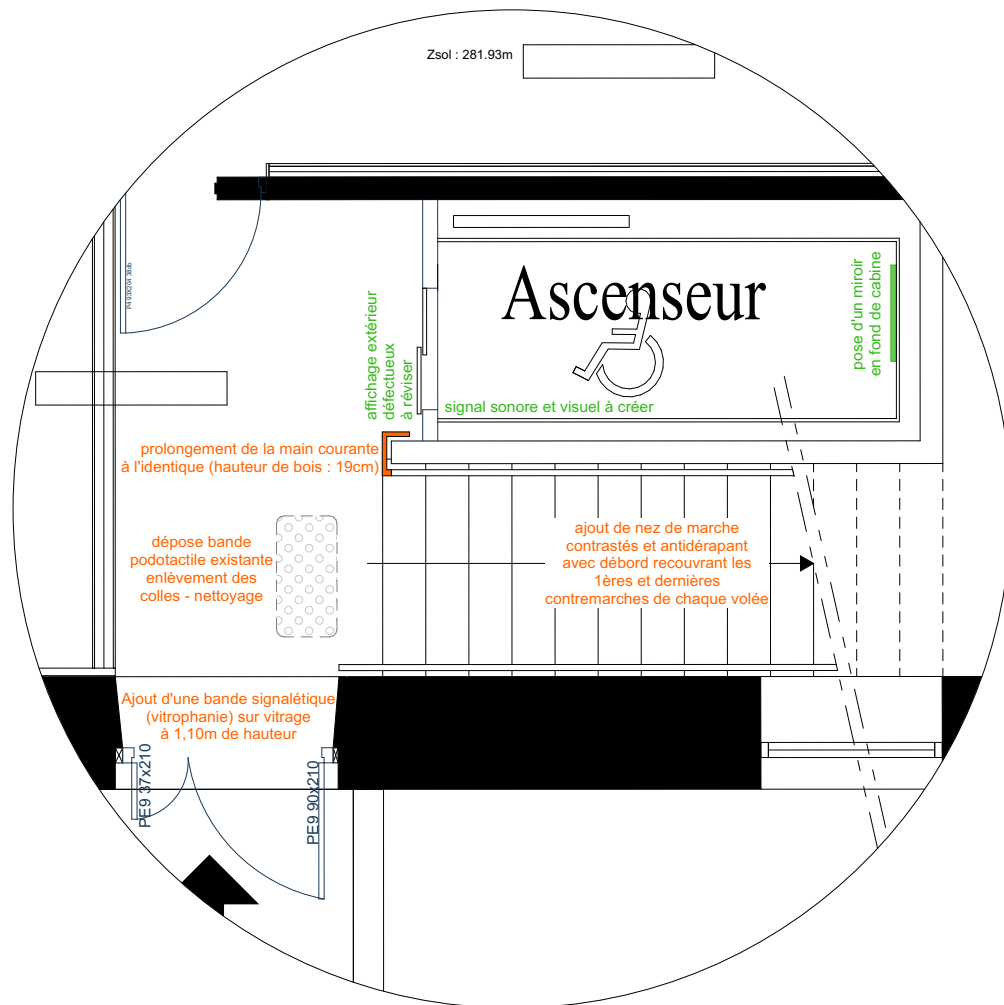 Zsol : 281.93m
P4 93X204 38db
Ascenseur
affichage extérieur
défectueux
à réviser
pose d'un miroir
en fond de cabine
signal sonore et visuel à créer
prolongement de la main courante
à l'identique (hauteur de bois : 19cm)
dépose bande
podotactile existante
enlèvement des
colles - nettoyage
ajout de nez de marche
contrastés et antidérapant
avec débord recouvrant les
1ères et dernières
contremarches de chaque volée
Ajout d'une bande signalétique
(vitrophanie) sur vitrage
à 1,10m de hauteur
PE9 37x210
PE9 90x210